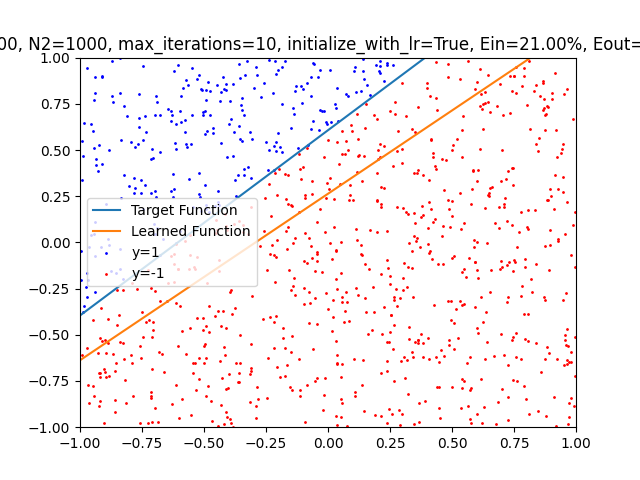 00, N2=1000, max_iterations=10, initialize_with_lr=True, Ein=21.00%, Eout=
1.00
0.75
0.50
0.25
0.00
−0.25
−0.50
−0.75
−1.00
Target Function
Learned Function
y=1
y=-1
−1.00 −0.75 −0.50 −0.25 0.00 0.25 0.50 0.75 1.00